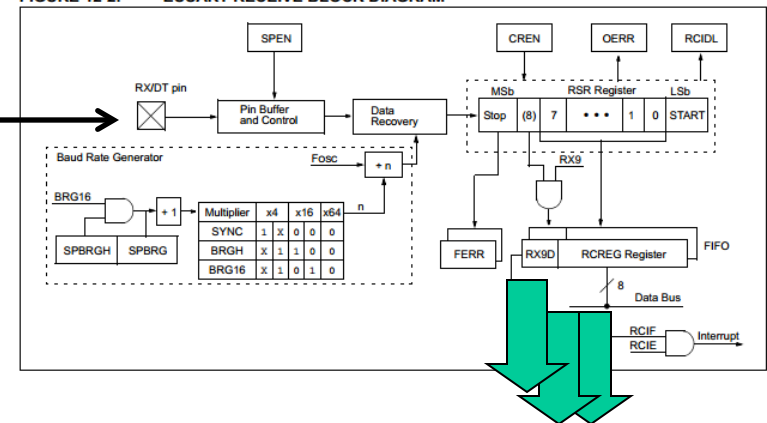 SPEN
CREN
OERR
RCIDL
RX/DT pin
Pin Buffer
and Control
Data
Recovery
MSb
RSR Register
LSb
Stop (8) 7 • • • 1 0 START
Baud Rate Generator
Fosc
÷ n
RX9
BRG16
+ 1
n
Multiplier x4 x16 x64
SYNC 1 X 0 0 0
BRGH X 1 1 0 0
BRG16 X 1 0 1 0
SPBRGH SPBRG
FERR
RX9D
RCREG Register
FIFO
8
Data Bus
RCIF
RCIE
Interrupt